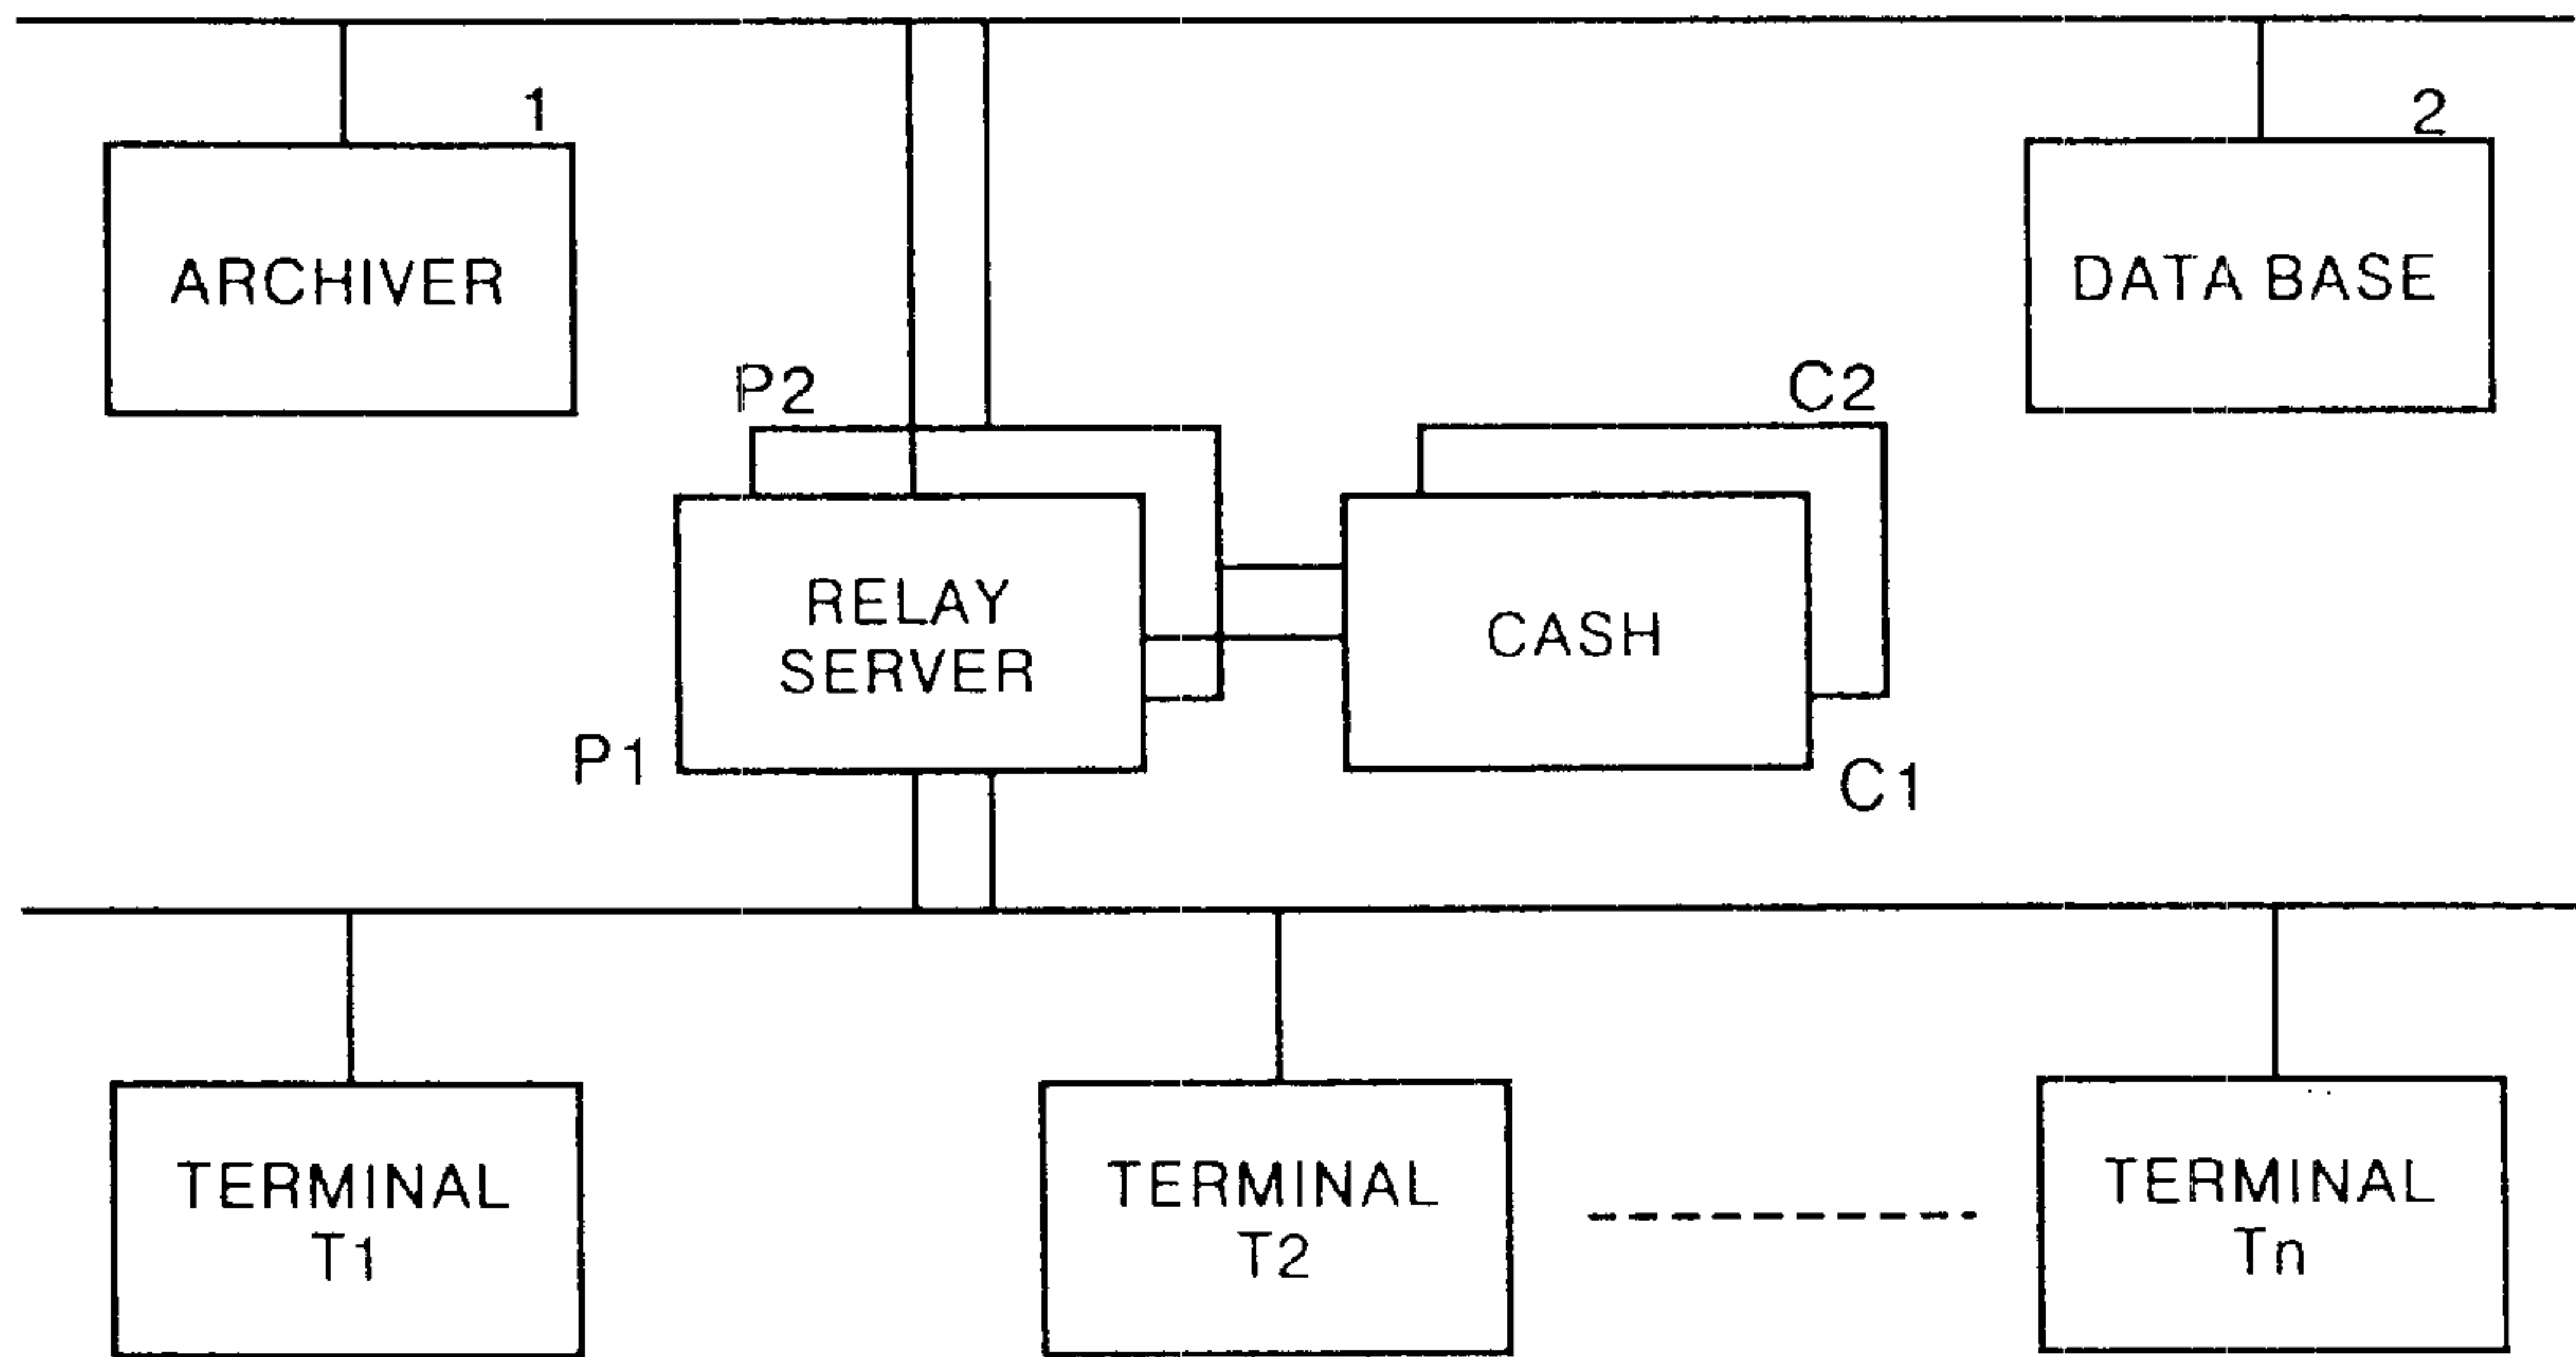 1
2
ARCHIVER
DATA BASE
P2
C2
RELAY
SERVER
CASH
P1
C1
TERMINAL
T1
TERMINAL
T2
TERMINAL
Tn